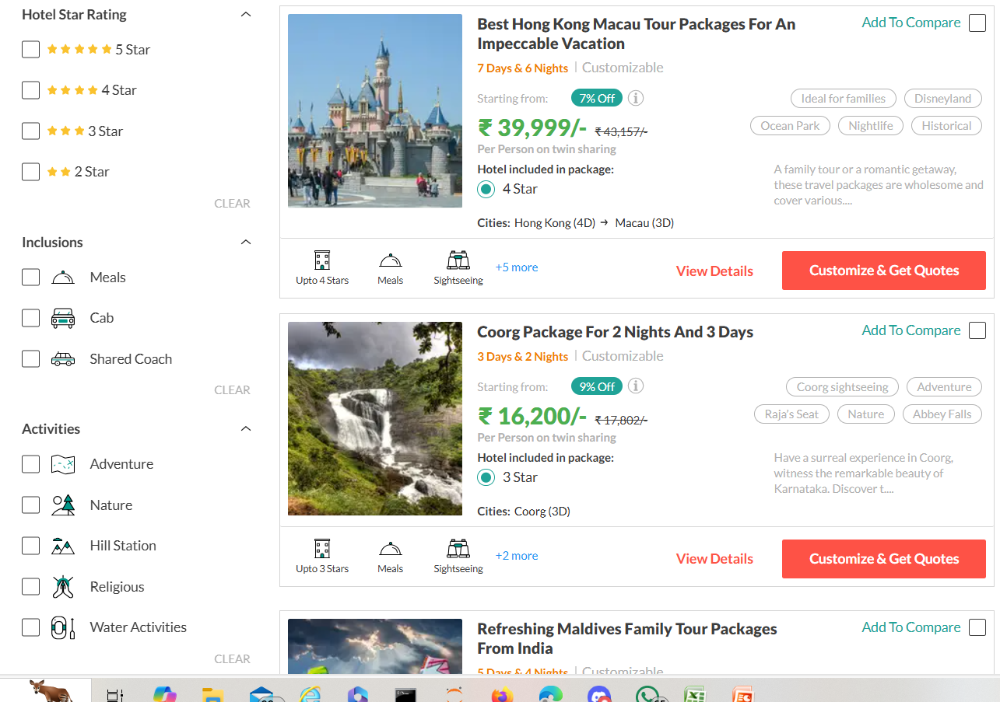 Hotel Star Rating
5 Star
4 Star
3 Star
2 Star
CLEAR
Inclusions
Meals
Cab
Shared Coach
CLEAR
Activities
Adventure
Nature
Hill Station
Religious
Water Activities
CLEAR
Best Hong Kong Macau Tour Packages For An
Impeccable Vacation
Add To Compare
7 Days & 6 Nights | Customizable
Starting from: 7% Off
₹ 39,999/- ₹ 43,157/-
Per Person on twin sharing
Hotel included in package:
4 Star
Cities: Hong Kong (4D) → Macau (3D)
Ideal for families Disneyland
Ocean Park Nightlife Historical
A family tour or a romantic getaway,
these travel packages are wholesome and
cover various....
Upto 4 Stars Meals Sightseeing +5 more
View Details Customize & Get Quotes
Coorg Package For 2 Nights And 3 Days
Add To Compare
3 Days & 2 Nights | Customizable
Starting from: 9% Off
₹ 16,200/- ₹ 17,802/-
Per Person on twin sharing
Hotel included in package:
3 Star
Cities: Coorg (3D)
Coorg sightseeing Adventure
Raja's Seat Nature Abbey Falls
Have a surreal experience in Coorg,
witness the remarkable beauty of
Karnataka. Discover t....
Upto 3 Stars Meals Sightseeing +2 more
View Details Customize & Get Quotes
Refreshing Maldives Family Tour Packages
From India
Add To Compare
5 Days & 4 Nights | Customizable